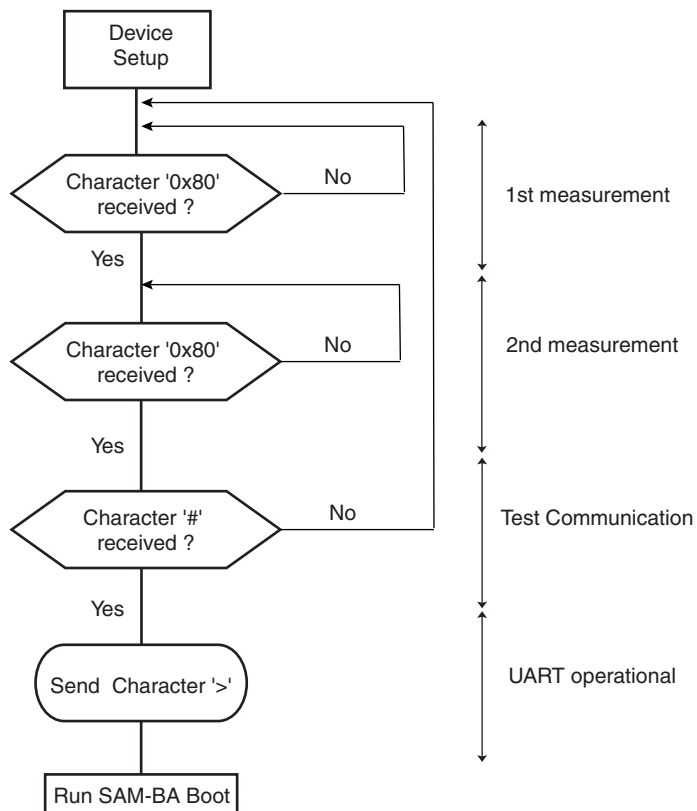 Device
Setup
Character '0x80'
received ?
No
1st measurement
Yes
Character '0x80'
received ?
No
2nd measurement
Yes
Character '#'
received ?
No
Test Communication
Yes
Send Character '>'
UART operational
Run SAM-BA Boot